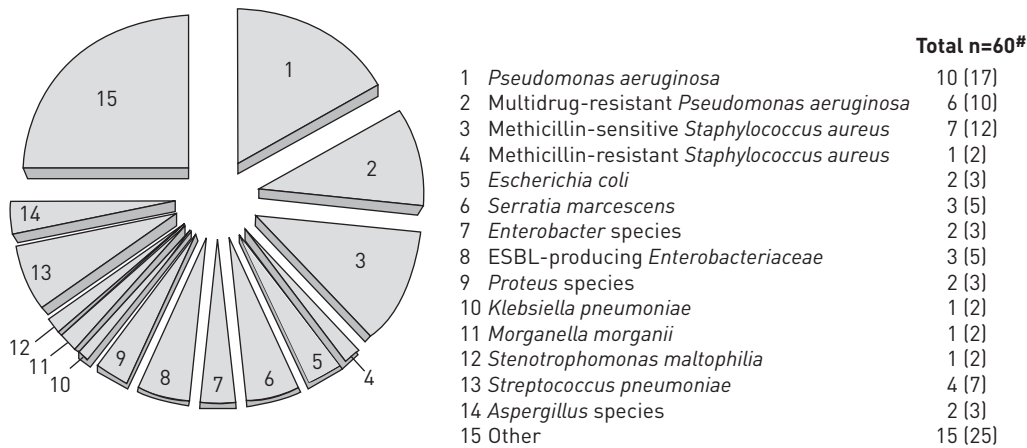 15
1
2
14
3
13
12
11
10
9
8
7
6
5
4
Total n=60#
1 Pseudomonas aeruginosa 10 (17)
2 Multidrug-resistant Pseudomonas aeruginosa 6 (10)
3 Methicillin-sensitive Staphylococcus aureus 7 (12)
4 Methicillin-resistant Staphylococcus aureus 1 (2)
5 Escherichia coli 2 (3)
6 Serratia marcescens 3 (5)
7 Enterobacter species 2 (3)
8 ESBL-producing Enterobacteriaceae 3 (5)
9 Proteus species 2 (3)
10 Klebsiella pneumoniae 1 (2)
11 Morganella morganii 1 (2)
12 Stenotrophomonas maltophilia 1 (2)
13 Streptococcus pneumoniae 4 (7)
14 Aspergillus species 2 (3)
15 Other 15 (25)